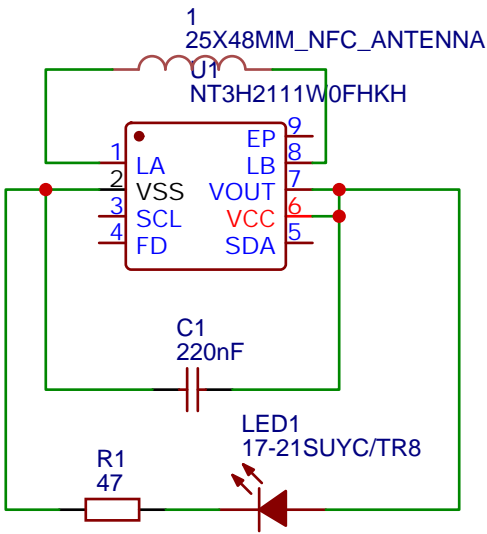 1
25X48MM_NFC_ANTENNA
U1
NT3H2111W0FHKH
EP 9
1 LA
LB 8
2 VSS
VOUT 7
3 SCL
VCC 6
4 FD
SDA 5
C1
220nF
LED1
17-21SUYC/TR8
R1
47